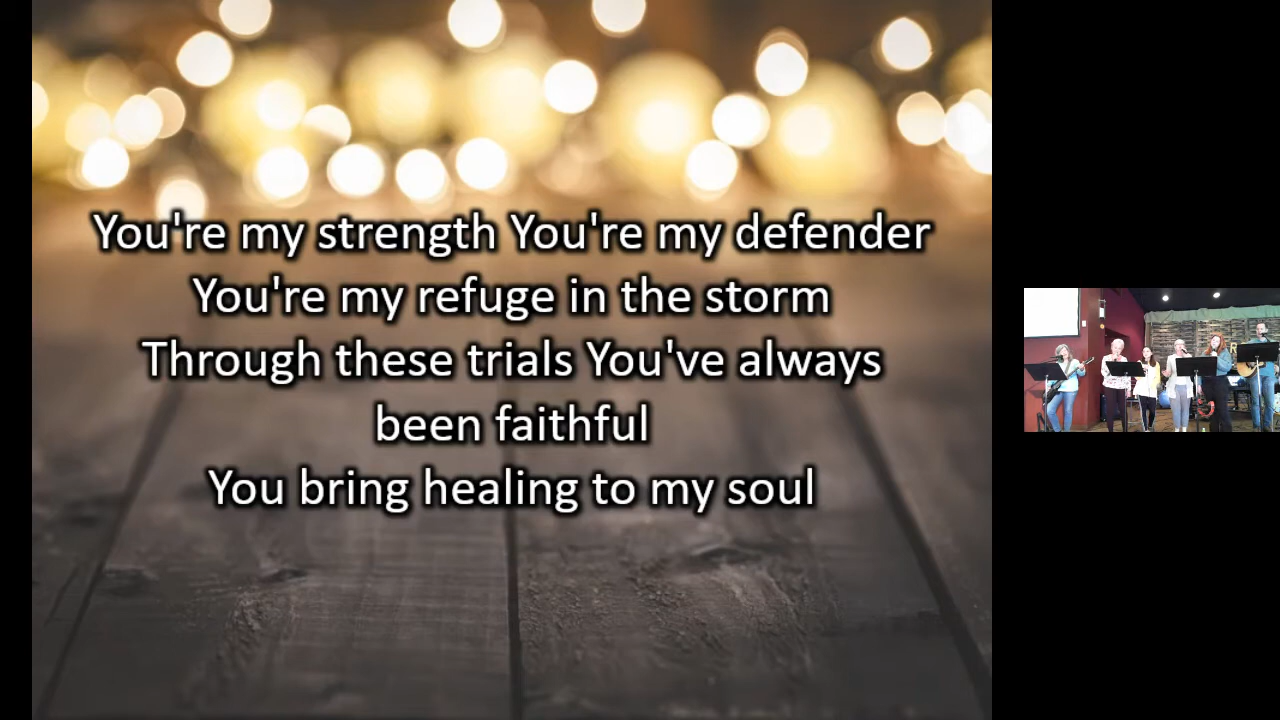 You're my strength You're my defender
You're my refuge in the storm
Through these trials You've always
been faithful
You bring healing to my soul